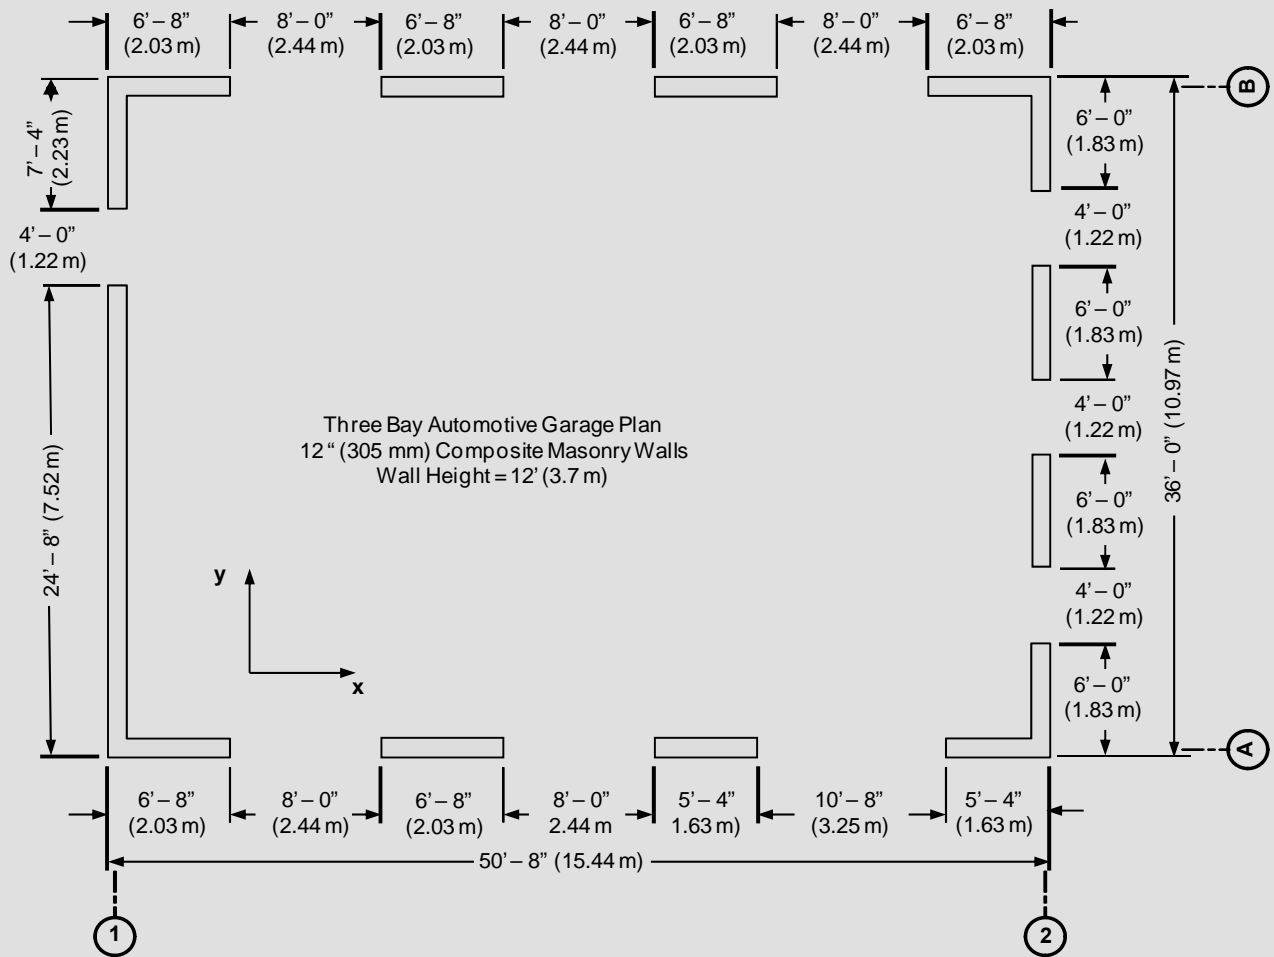 6’ – 8” 8’ – 0” 6’ – 8” 8’ – 0” 6’ – 8” 8’ – 0” 6’ – 8”
(2.03 m) (2.44 m) (2.03 m) (2.44 m) (2.03 m) (2.44 m) (2.03 m)
B
7’ – 4”
(2.23 m)
6’ – 0”
(1.83 m)
4’ – 0”
(1.22 m)
4’ – 0”
(1.22 m)
6’ – 0”
(1.83 m)
36’ – 0” (10.97 m)
4’ – 0”
(1.22 m)
Three Bay Automotive Garage Plan
12 “ (305 mm) Composite Masonry Walls
Wall Height = 12’ (3.7 m)
24’ – 8” (7.52 m)
6’ – 0”
(1.83 m)
y
x
4’ – 0”
(1.22 m)
6’ – 0”
(1.83 m)
A
6’ – 8” 8’ – 0” 6’ – 8” 8’ – 0” 5’ – 4” 10’ – 8” 5’ – 4”
(2.03 m) (2.44 m) (2.03 m) 2.44 m 1.63 m) (3.25 m) (1.63 m)
50’ – 8” (15.44 m)
1 2